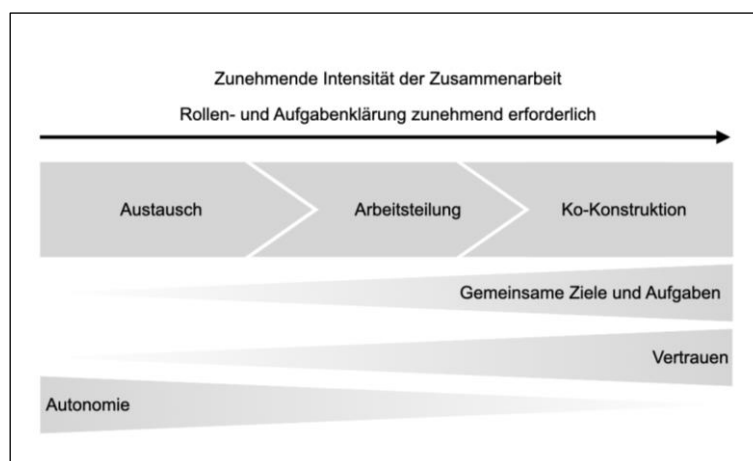 Zunehmende Intensität der Zusammenarbeit
Rollen- und Aufgabenklärung zunehmend erforderlich
Austausch
Arbeitsteilung
Ko-Konstruktion
Gemeinsame Ziele und Aufgaben
Vertrauen
Autonomie